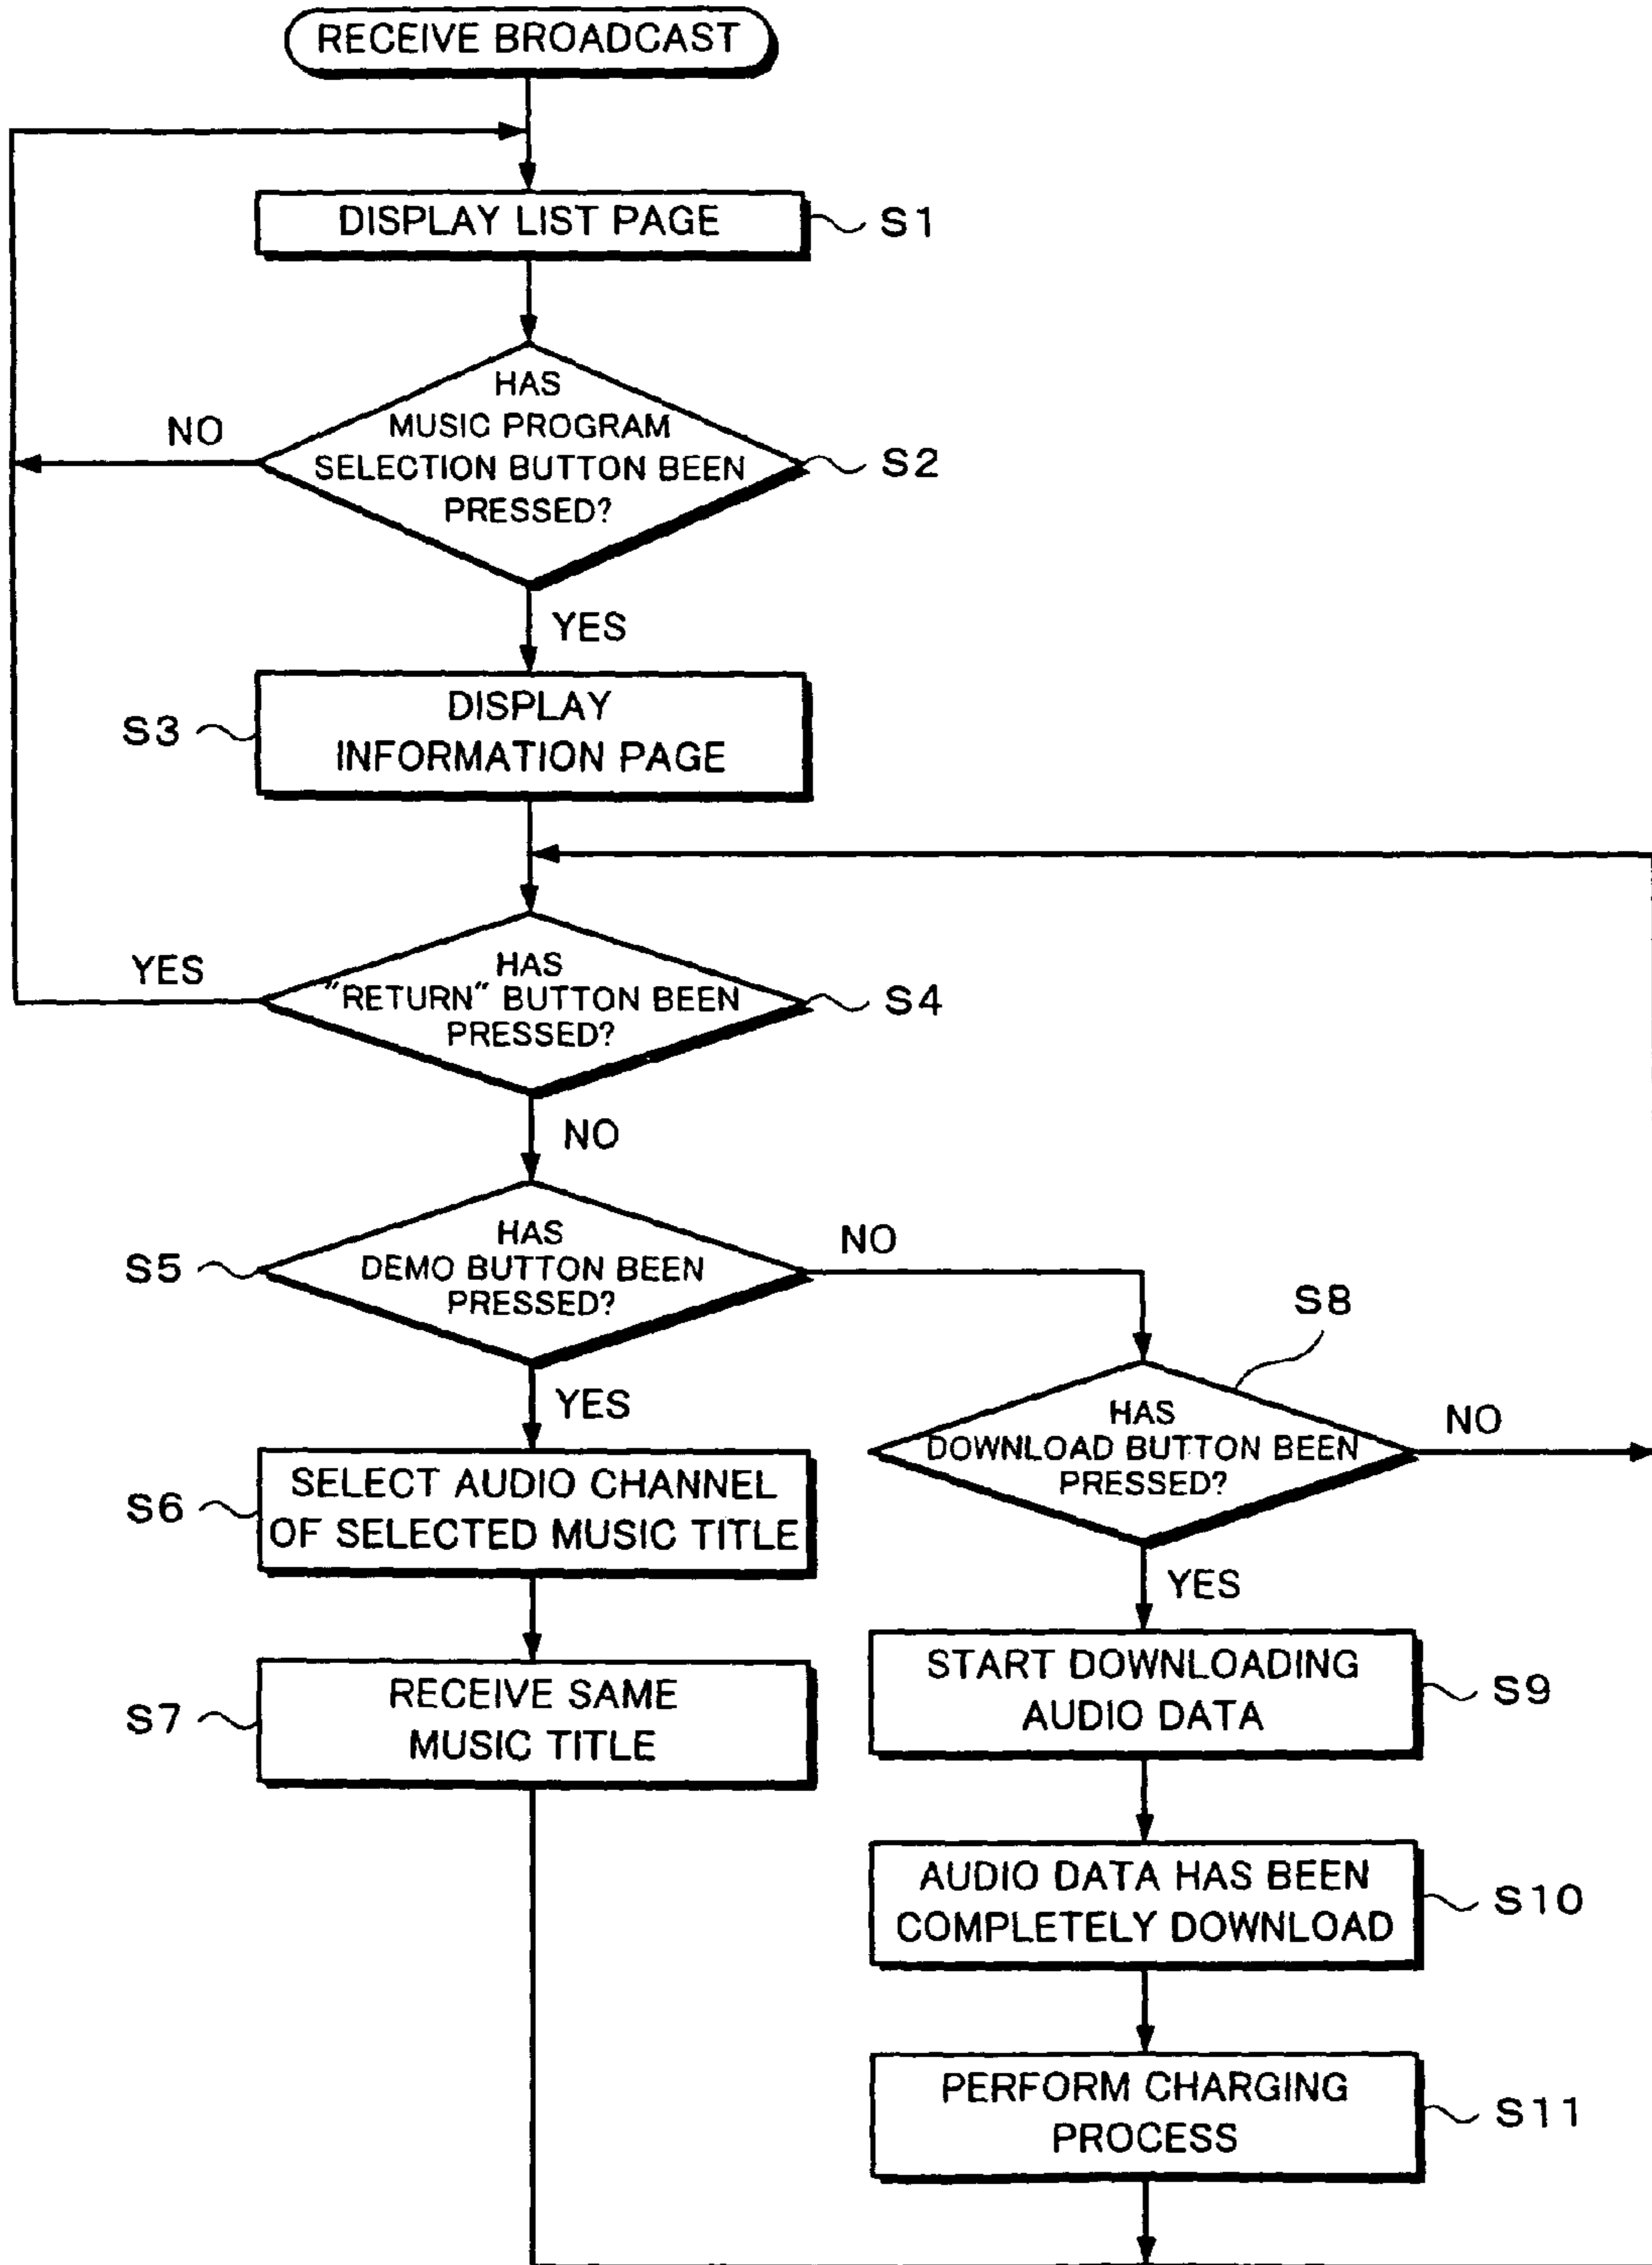 RECEIVE BROADCAST
DISPLAY LIST PAGE
S1
HAS
MUSIC PROGRAM
SELECTION BUTTON BEEN
PRESSED?
S2
NO
YES
S3
DISPLAY
INFORMATION PAGE
YES
HAS
"RETURN" BUTTON BEEN
PRESSED?
S4
NO
S5
HAS
DEMO BUTTON BEEN
PRESSED?
NO
YES
S8
HAS
DOWNLOAD BUTTON BEEN
PRESSED?
NO
YES
S6
SELECT AUDIO CHANNEL
OF SELECTED MUSIC TITLE
S7
RECEIVE SAME
MUSIC TITLE
START DOWNLOADING
AUDIO DATA
S9
AUDIO DATA HAS BEEN
COMPLETELY DOWNLOAD
S10
PERFORM CHARGING
PROCESS
S11